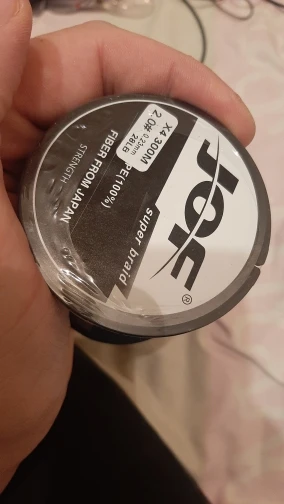 JOF®
super braid
X4 300M
2.0# 0.23mm
28LB
PE(100%)
FIBER FROM JAPAN
STRENGTH